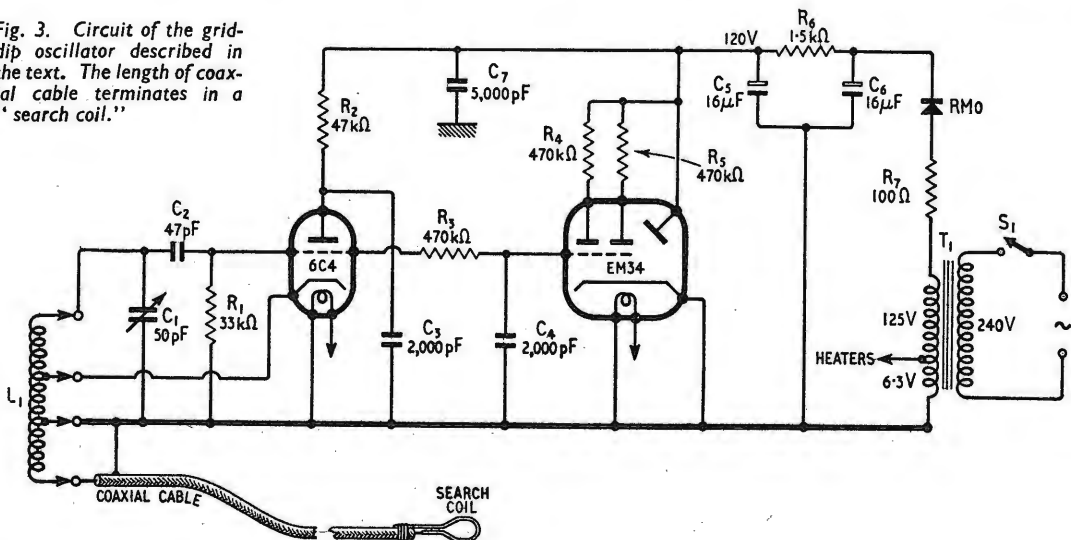 Fig. 3. Circuit of the grid-
dip oscillator described in
the text. The length of coax-
al cable terminates in a
" search coil."
R2
47kΩ
C7
5,000pF
120V
R6
1·5kΩ
C5
16μF
C6
16μF
RM0
R4
470kΩ
R5
470kΩ
R7
100Ω
C2
47pF
R3
470kΩ
6C4
EM34
T1
S1
C1
50pF
R1
33kΩ
C3
2,000pF
C4
2,000pF
125V
240V
~
HEATERS
6·3V
L1
COAXIAL CABLE
SEARCH
COIL